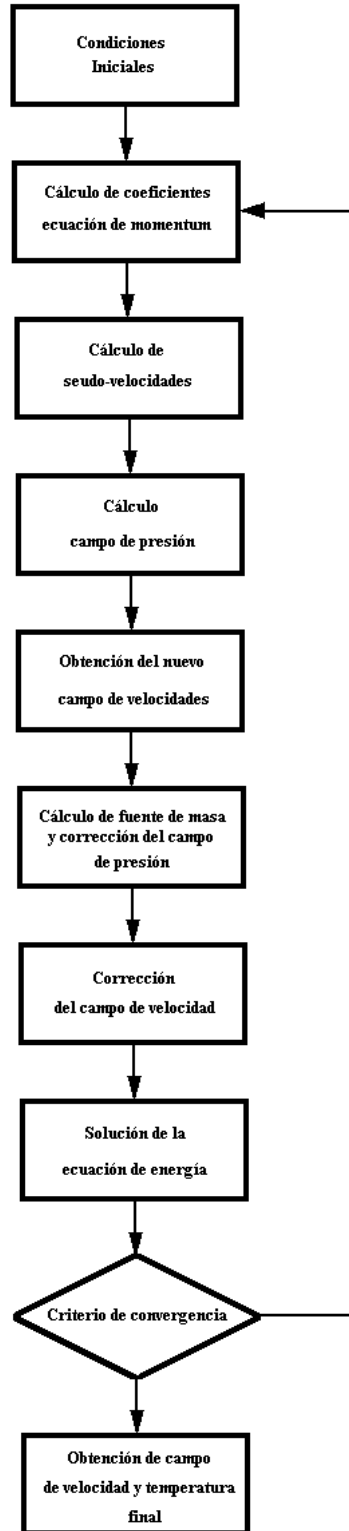 Condiciones
Iniciales
Cálculo de coeficientes
ecuación de momentum
Cálculo de
seudo-velocidades
Cálculo
campo de presión
Obtención del nuevo
campo de velocidades
Cálculo de fuente de masa
y corrección del campo
de presión
Corrección
del campo de velocidad
Solución de la
ecuación de energía
Criterio de convergencia
Obtención de campo
de velocidad y temperatura
final